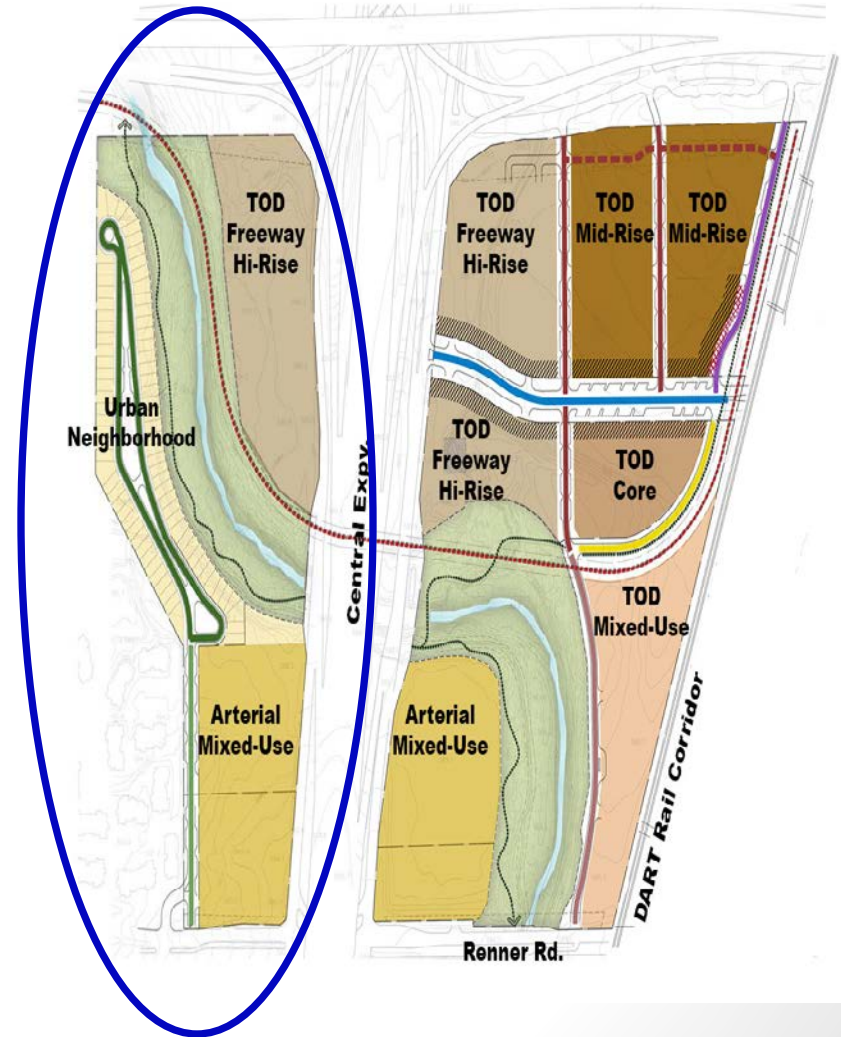 TOD
Freeway
Hi-Rise
TOD
Freeway
Hi-Rise
TOD
Mid-Rise
TOD
Mid-Rise
Urban
Neighborhood
TOD
Freeway
Hi-Rise
TOD
Core
Central Expy.
TOD
Mixed-Use
Arterial
Mixed-Use
Arterial
Mixed-Use
DART Rail Corridor
Renner Rd.